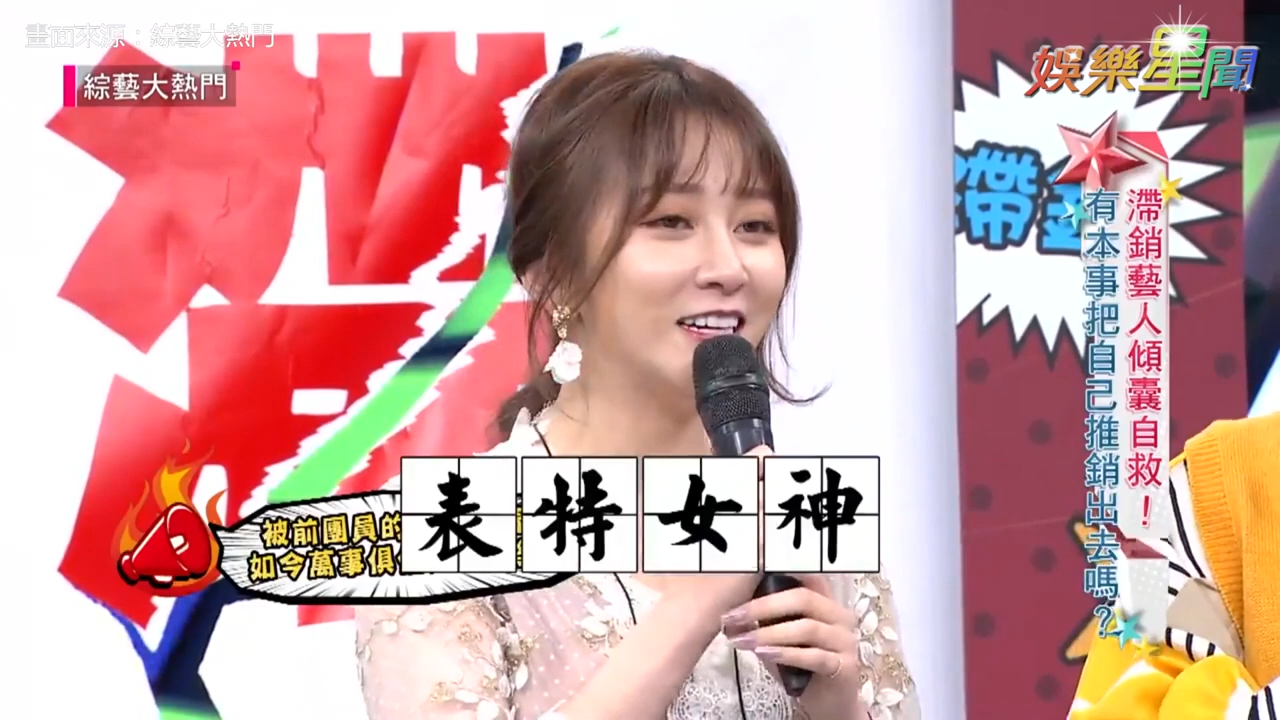 畫面來源：綜藝大熱門
綜藝大熱門
娛樂星聞
滯銷
滯銷藝人傾囊自救！
有本事把自己推銷出去嗎？
表特女神
被前團員的
如今萬事俱